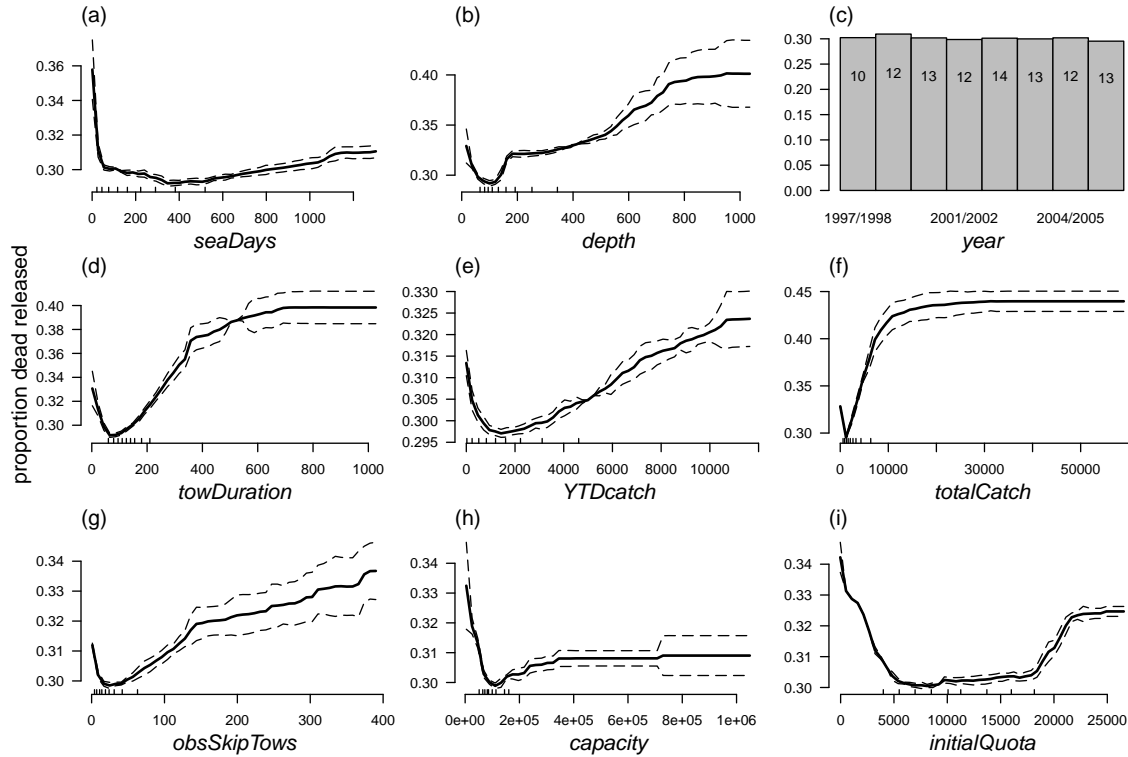 (a)
0.36
0.34
0.32
0.30
0 200 400 600 800 1000
seaDays
(b)
0.40
0.35
0.30
0 200 400 600 800 1000
depth
(c)
0.30
0.25
0.20
0.15
0.10
0.05
0.00
10 12 13 12 14 13 12 13
1997/1998 2001/2002 2004/2005
year
proportion dead released
(d)
0.40
0.38
0.36
0.34
0.32
0.30
0 200 400 600 800 1000
towDuration
(e)
0.330
0.325
0.320
0.315
0.310
0.305
0.300
0.295
0 2000 4000 6000 8000 10000
YTDcatch
(f)
0.45
0.40
0.35
0.30
0 10000 30000 50000
totalCatch
(g)
0.34
0.33
0.32
0.31
0.30
0 100 200 300 400
obsSkipTows
(h)
0.34
0.33
0.32
0.31
0.30
0e+00 2e+05 4e+05 6e+05 8e+05 1e+06
capacity
(i)
0.34
0.33
0.32
0.31
0.30
0 5000 10000 15000 20000 25000
initialQuota